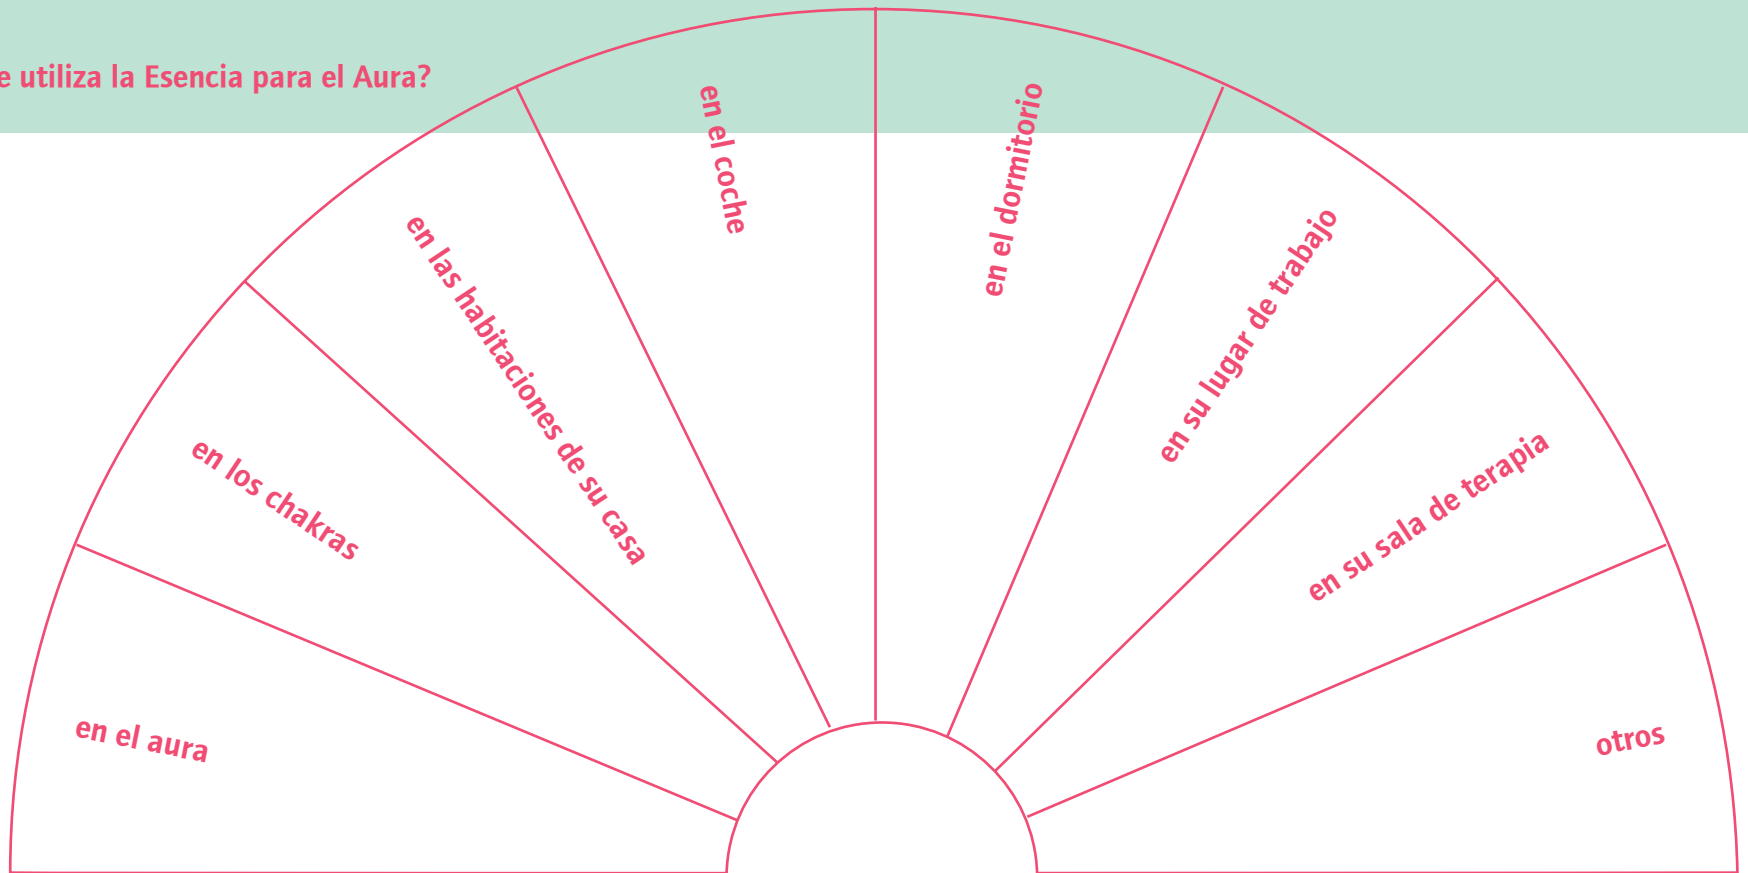 e utiliza la Esencia para el Aura?
en el aura
en los chakras
en las habitaciones de su casa
en el coche
en el dormitorio
en su lugar de trabajo
en su sala de terapia
otros